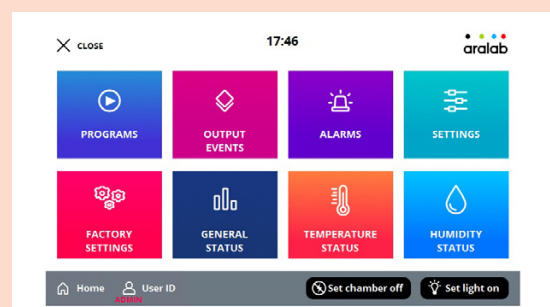 CLOSE
17:46
aralab
PROGRAMS
OUTPUT
EVENTS
ALARMS
SETTINGS
FACTORY
SETTINGS
GENERAL
STATUS
TEMPERATURE
STATUS
HUMIDITY
STATUS
Home
User ID
ADMIN
Set chamber off
Set light on